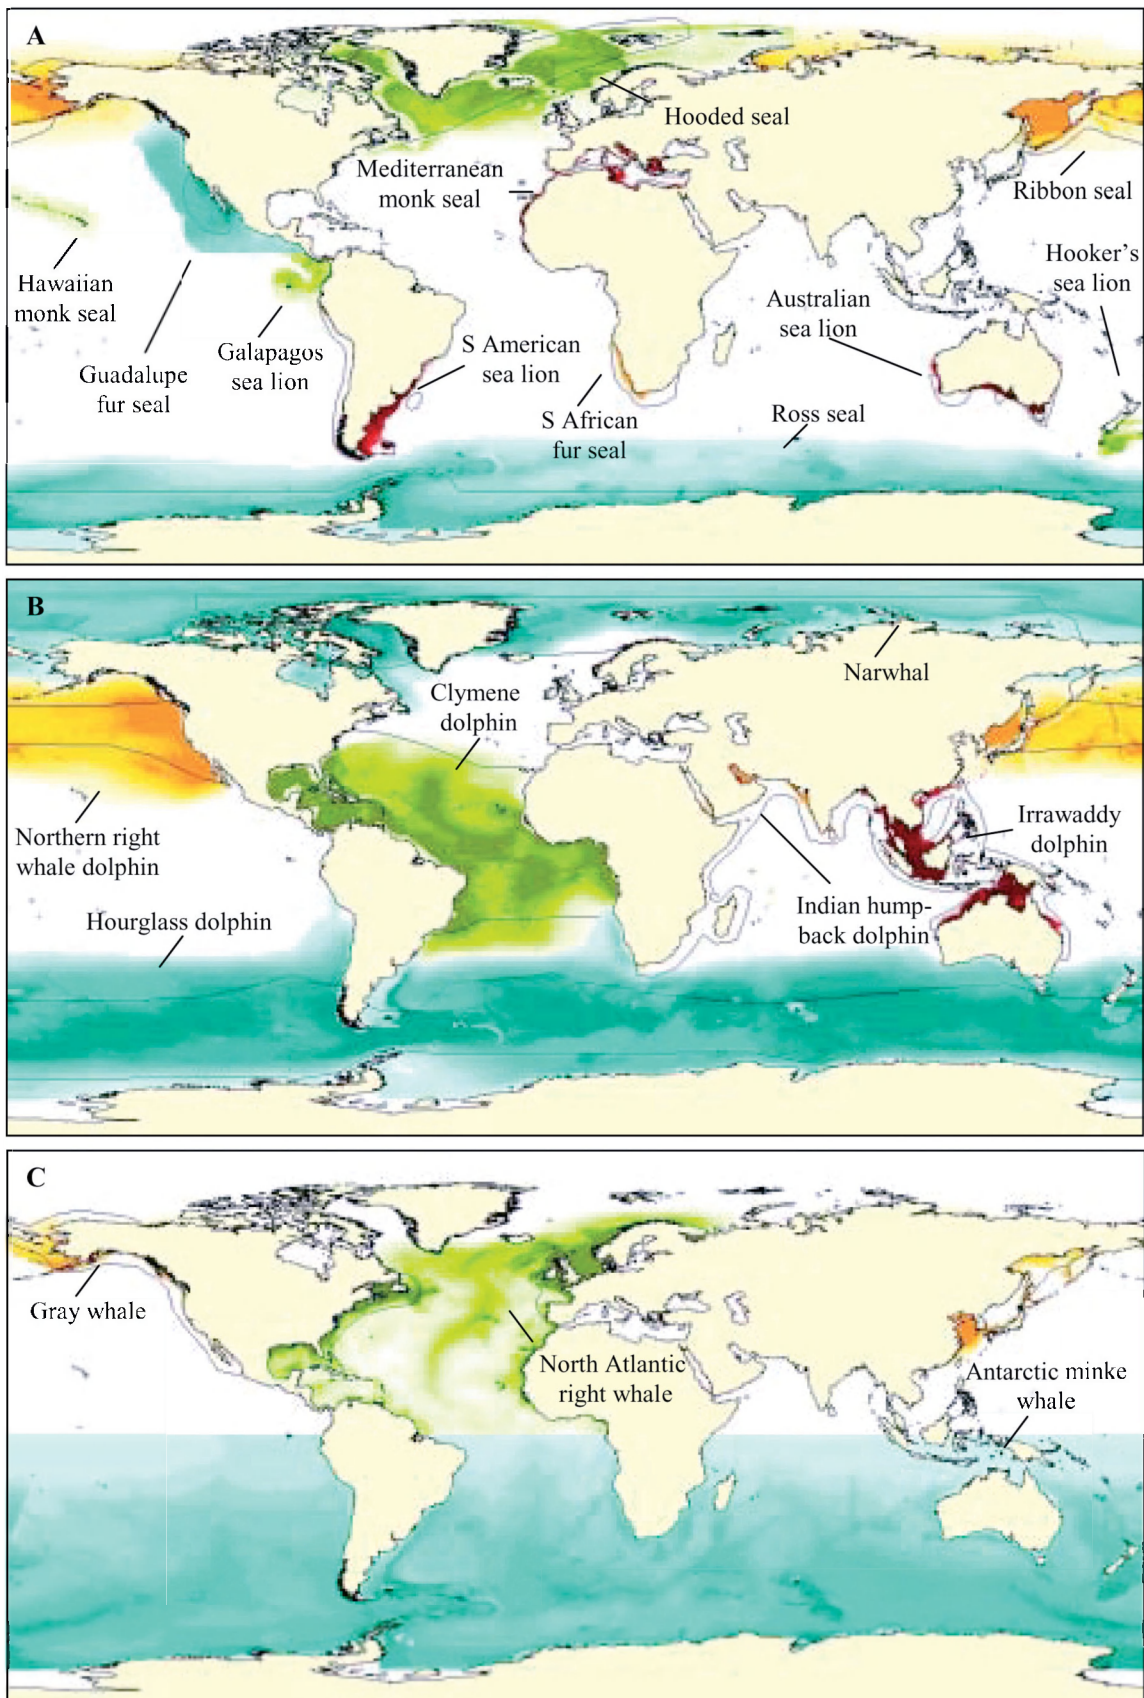 A
Hooded seal
Mediterranean
monk seal
Ribbon seal
Hawaiian
monk seal
Hooker's
sea lion
Australian
sea lion
Guadalupe
fur seal
Galapagos
sea lion
S American
sea lion
S African
fur seal
Ross seal
B
Narwhal
Clymene
dolphin
Northern right
whale dolphin
Irrawaddy
dolphin
Hourglass dolphin
Indian hump-
back dolphin
C
Gray whale
North Atlantic
right whale
Antarctic minke
whale